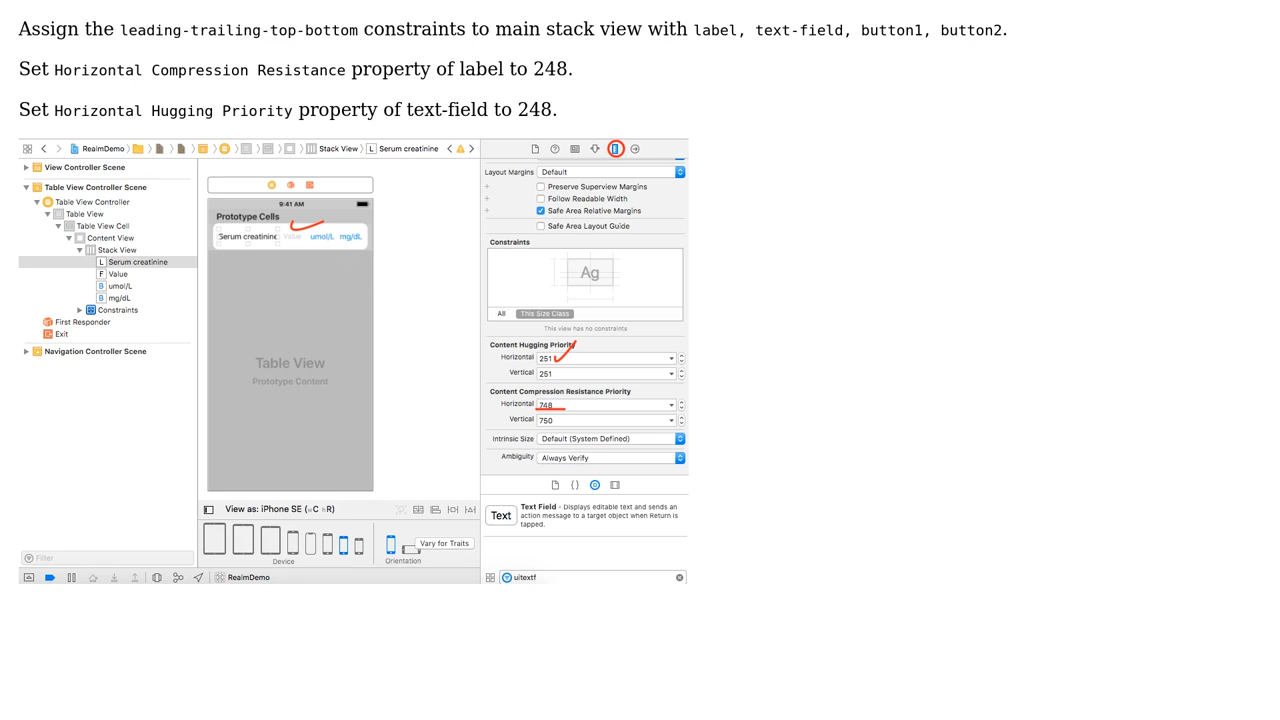 Assign the leading-trailing-top-bottom constraints to main stack view with label, text-field, button1, button2.
Set Horizontal Compression Resistance property of label to 248.
Set Horizontal Hugging Priority property of text-field to 248.
RealmDemo
Stack View
L Serum creatinine
View Controller Scene
Table View Controller Scene
Table View Controller
Table View
Table View Cell
Content View
Stack View
L Serum creatinine
F Value
B umol/L
B mg/dL
Constraints
First Responder
Exit
Navigation Controller Scene
Filter
9:41 AM
Prototype Cells
Serum creatinine Value umol/L mg/dL
Table View
Prototype Content
View as: iPhone SE (wC hR)
Device
Orientation
Vary for Traits
RealmDemo
Layout Margins Default
Preserve Superview Margins
Follow Readable Width
Safe Area Relative Margins
Safe Area Layout Guide
Constraints
Ag
All This Size Class
This view has no constraints
Content Hugging Priority
Horizontal 251
Vertical 251
Content Compression Resistance Priority
Horizontal 748
Vertical 750
Intrinsic Size Default (System Defined)
Ambiguity Always Verify
{ }
Text
Text Field - Displays editable text and sends an
action message to a target object when Return is
tapped.
uitextf